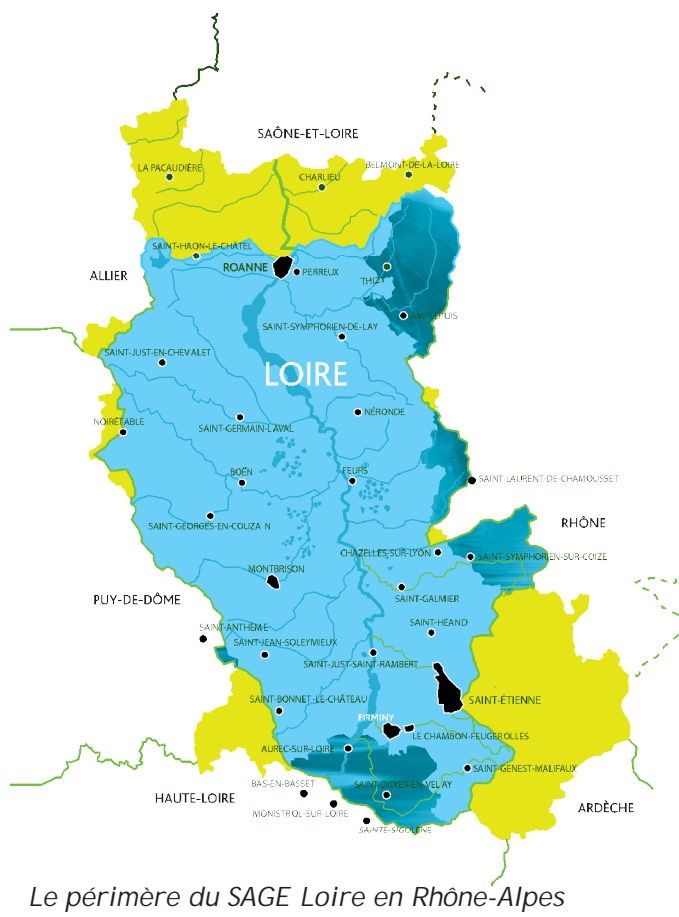 SAÔNE-ET-LOIRE
BELMONT-DE-LA-LOIRE
LA PACAUDIÈRE
CHARLIEU
SAINT-HAON-LE-CHÂTEL
ROANNE
PERREUX
ALLIER
THIZY
AMPLEPUIS
SAINT-SYMPHORIEN-DE-LAY
SAINT-JUST-EN-CHEVALET
LOIRE
NÉRONDE
NOIRÉTABLE
SAINT-GERMAIN-LAVAL
BOËN
FEURS
SAINT-LAURENT-DE-CHAMOUSSET
SAINT-GEORGES-EN-COUZAN
RHÔNE
CHAZELLES-SUR-LYON
SAINT-SYMPHORIEN-SUR-COIZE
MONTBRISON
SAINT-GALMIER
PUY-DE-DÔME
SAINT-ANTHÈME
SAINT-HÉAND
SAINT-JEAN-SOLEYMIEUX
SAINT-JUST-SAINT-RAMBERT
SAINT-BONNET-LE-CHÂTEAU
SAINT-ÉTIENNE
FIRMINY
LE CHAMBON-FEUGEROLLES
AUREC-SUR-LOIRE
SAINT-GENEST-MALIFAUX
BAS-EN-BASSET
SAINT-DIDIER-EN-VELAY
HAUTE-LOIRE
MONISTROL-SUR-LOIRE
ARDÈCHE
SAINTE-SIGOLÈNE
Le périmère du SAGE Loire en Rhône-Alpes